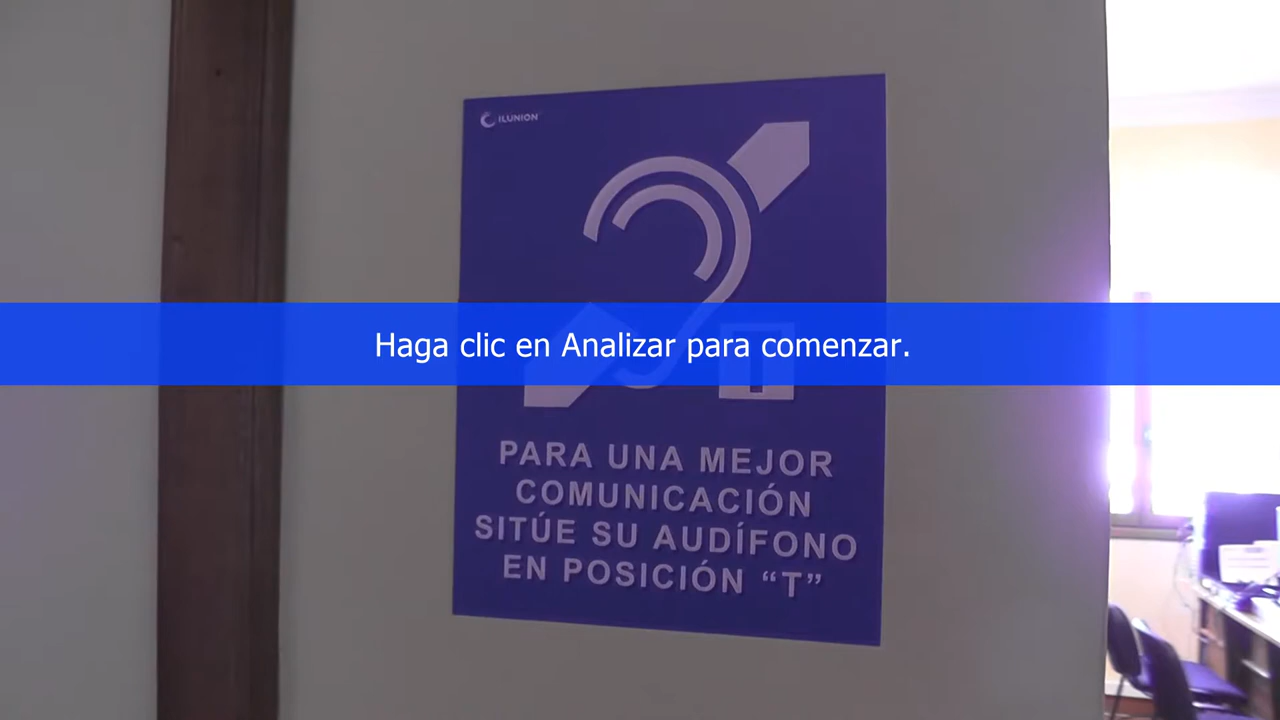 ILUNION
Haga clic en Analizar para comenzar.
T
PARA UNA MEJOR
COMUNICACIÓN
SITÚE SU AUDÍFONO
EN POSICIÓN “T”